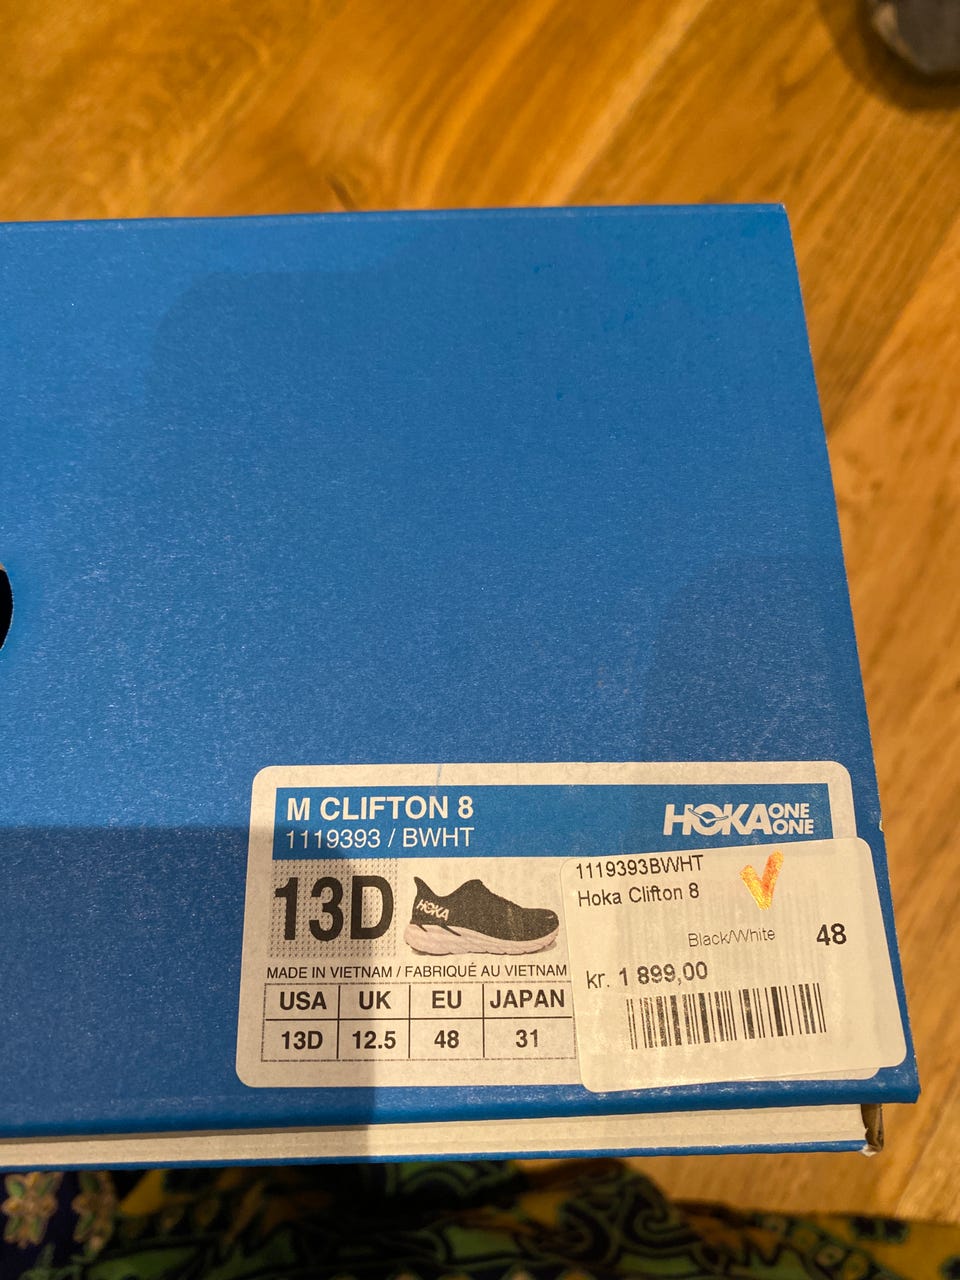 M CLIFTON 8
1119393 / BWHT
HOKA ONE ONE
13D
HOKA
MADE IN VIETNAM / FABRIQUÉ AU VIETNAM
USA UK EU JAPAN
13D 12.5 48 31
1119393BWHT
Hoka Clifton 8
Black/White 48
kr. 1 899,00